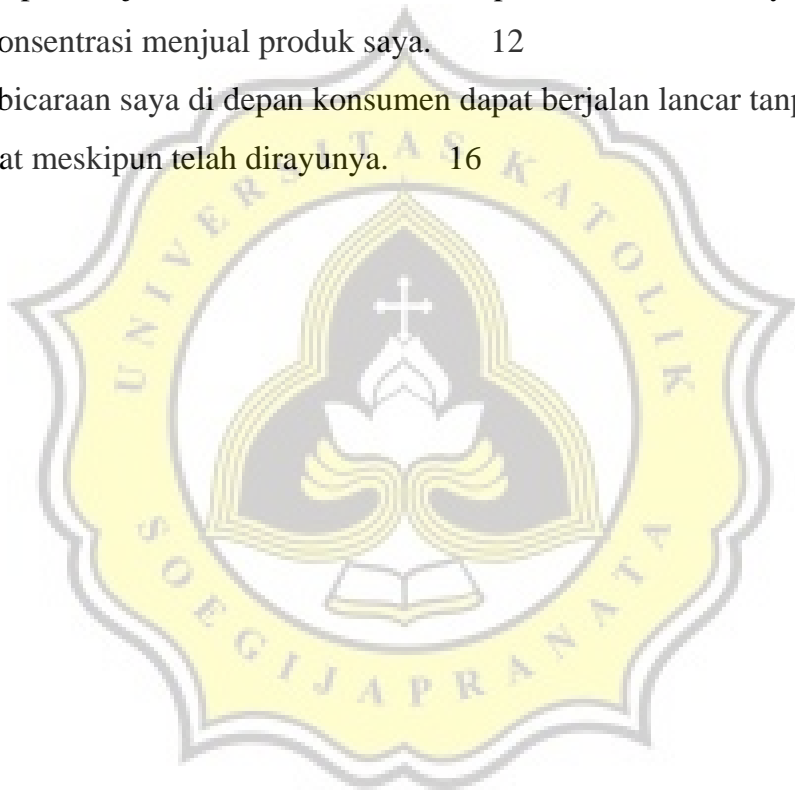 onsentrasi menjual produk saya. 12
bicaraan saya di depan konsumen dapat berjalan lancar
at meskipun telah dirayunya. 16
UNIVERSITAS KATOLIK
SOEGIJAPRANATA